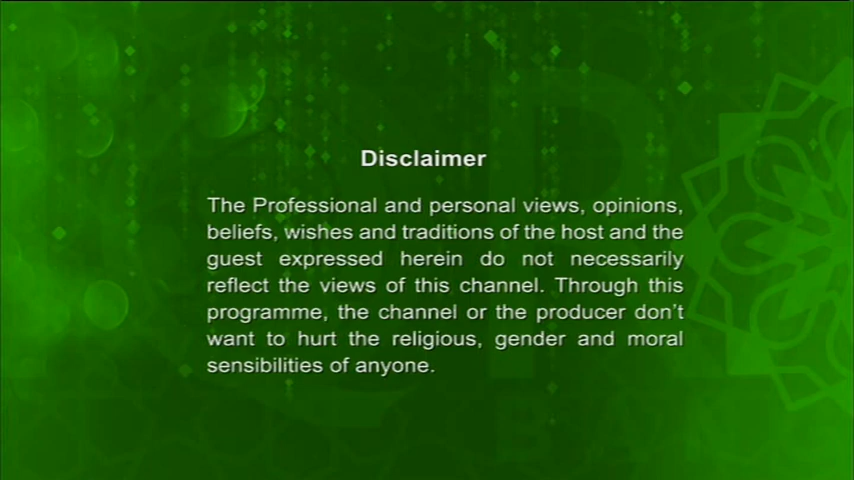 Disclaimer
The Professional and personal views, opinions,
beliefs, wishes and traditions of the host and the
guest expressed herein do not necessarily
reflect the views of this channel. Through this
programme, the channel or the producer don't
want to hurt the religious, gender and moral
sensibilities of anyone.